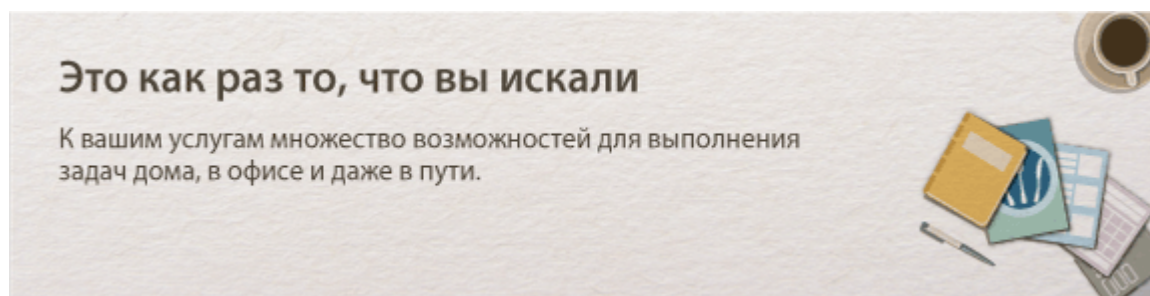 Это как раз то, что вы искали
К вашим услугам множество возможностей для выполнения
задач дома, в офисе и даже в пути.